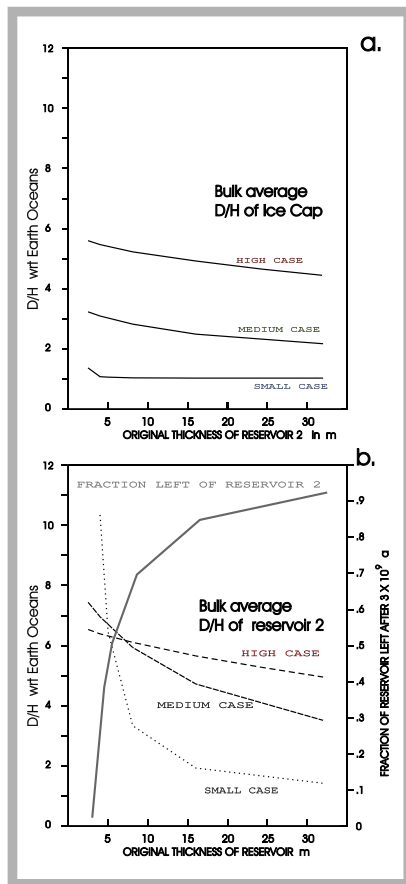 a.
12
10
8
6
4
2
0
D/H wrt Earth Oceans
Bulk average
D/H of Ice Cap
HIGH CASE
MEDIUM CASE
SMALL CASE
5 10 15 20 25 30
ORIGINAL THICKNESS OF RESERVOIR 2 in m
b.
12
10
8
6
4
2
0
D/H wrt Earth Oceans
FRACTION LEFT OF RESERVOIR 2
Bulk average
D/H of reservoir 2
HIGH CASE
MEDIUM CASE
SMALL CASE
.9
.8
.7
.6
.5
.4
.3
.2
.1
0
FRACTION OF RESERVOIR LEFT AFTER 3 X 10⁹ a
5 10 15 20 25 30
ORIGINAL THICKNESS OF RESERVOIR m